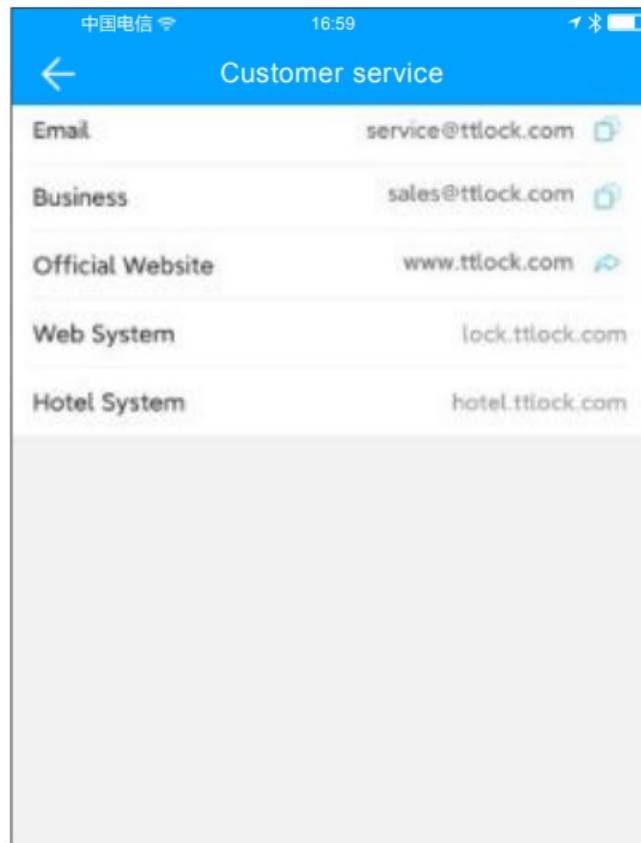 中国电信 16:59
Customer service
Email service@ttlock.com
Business sales@ttlock.com
Official Website www.ttlock.com
Web System lock.ttlock.com
Hotel System hotel.ttlock.com